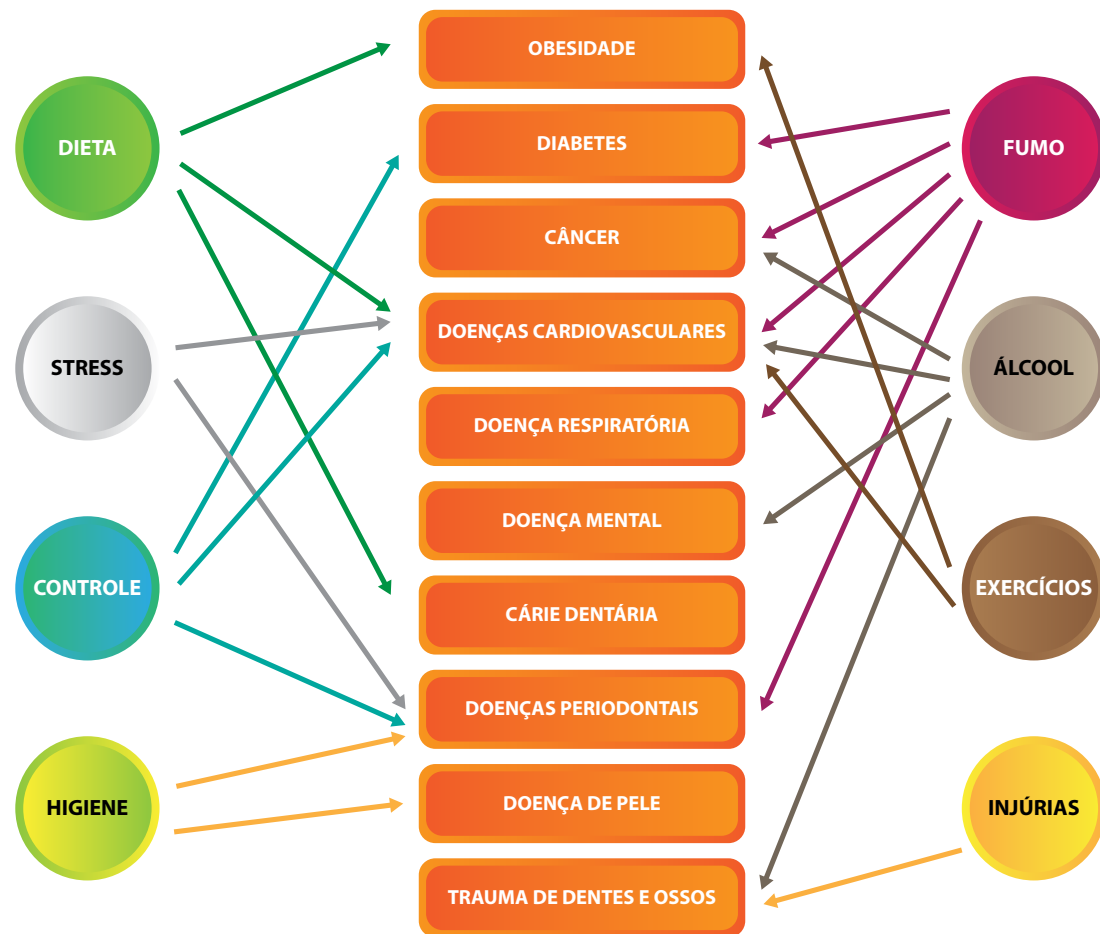 OBESIDADE
DIETA
DIABETES
FUMO
CÂNCER
STRESS
DOENÇAS CARDIOVASCULARES
ÁLCOOL
DOENÇA RESPIRATÓRIA
DOENÇA MENTAL
CONTROLE
CÁRIE DENTÁRIA
EXERCÍCIOS
DOENÇAS PERIODONTAIS
HIGIENE
DOENÇA DE PELE
INJÚRIAS
TRAUMA DE DENTES E OSSOS